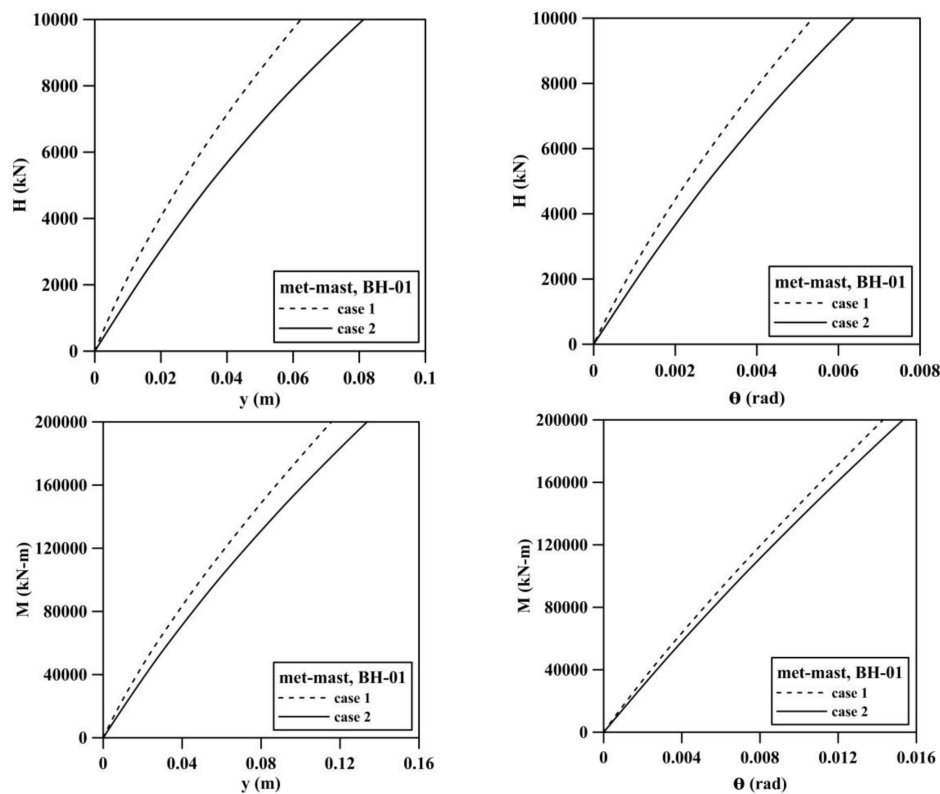 10000
8000
6000
4000
2000
0
H (kN)
met-mast, BH-01
case 1
case 2
0 0.02 0.04 0.06 0.08 0.1
y (m)
10000
8000
6000
4000
2000
0
H (kN)
met-mast, BH-01
case 1
case 2
0 0.002 0.004 0.006 0.008
ɵ (rad)
200000
160000
120000
80000
40000
0
M (kN-m)
met-mast, BH-01
case 1
case 2
0 0.04 0.08 0.12 0.16
y (m)
200000
160000
120000
80000
40000
0
M (kN-m)
met-mast, BH-01
case 1
case 2
0 0.004 0.008 0.012 0.016
ɵ (rad)